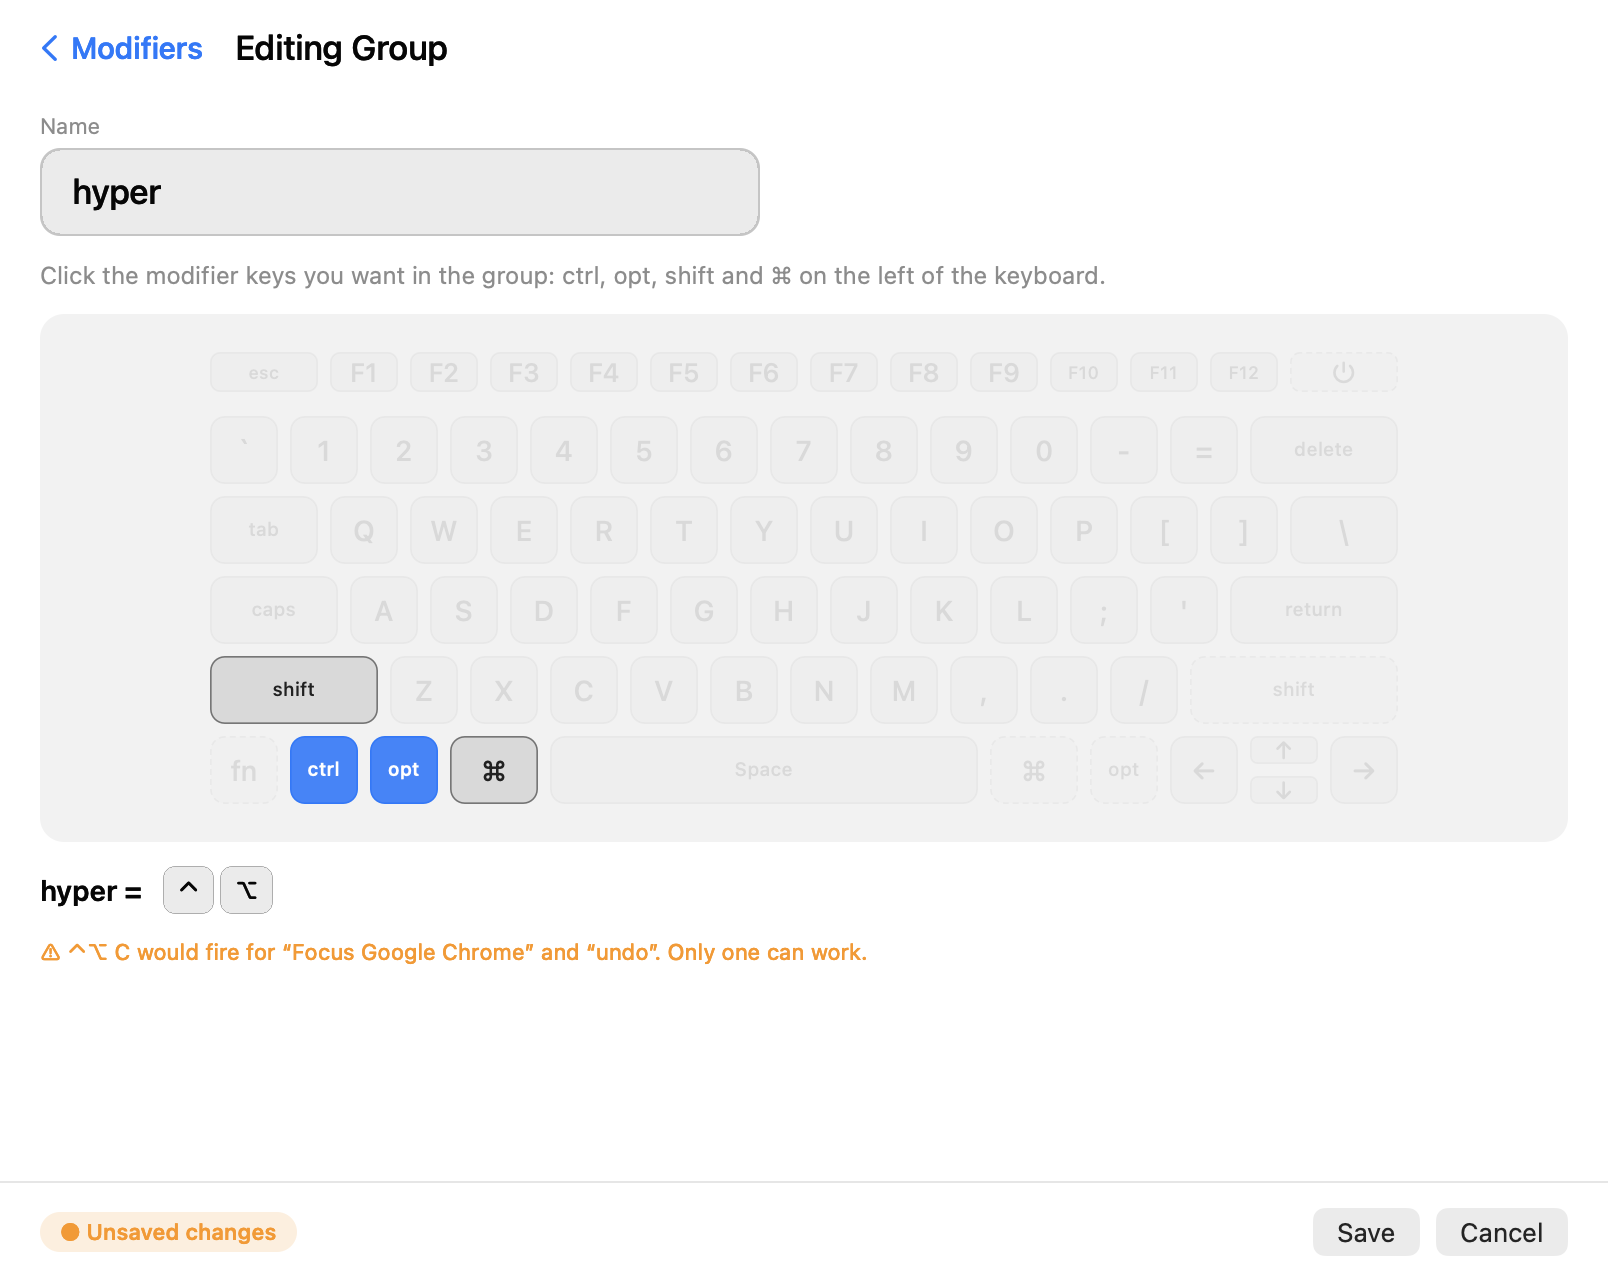 Modifiers Editing Group
Name
hyper
Click the modifier keys you want in the group: ctrl, opt, shift and ⌘ on the left of the keyboard.
esc F1 F2 F3 F4 F5 F6 F7 F8 F9 F10 F11 F12
` 1 2 3 4 5 6 7 8 9 0 - = delete
tab Q W E R T Y U I O P [ ] \
caps A S D F G H J K L ; ' return
shift Z X C V B N M , . / shift
fn ctrl opt ⌘ Space ⌘ opt ← ↑ ↓ →
hyper = ^ ⌥
⚠ ^⌥ C would fire for “Focus Google Chrome” and “undo”. Only one can work.
Unsaved changes Save Cancel